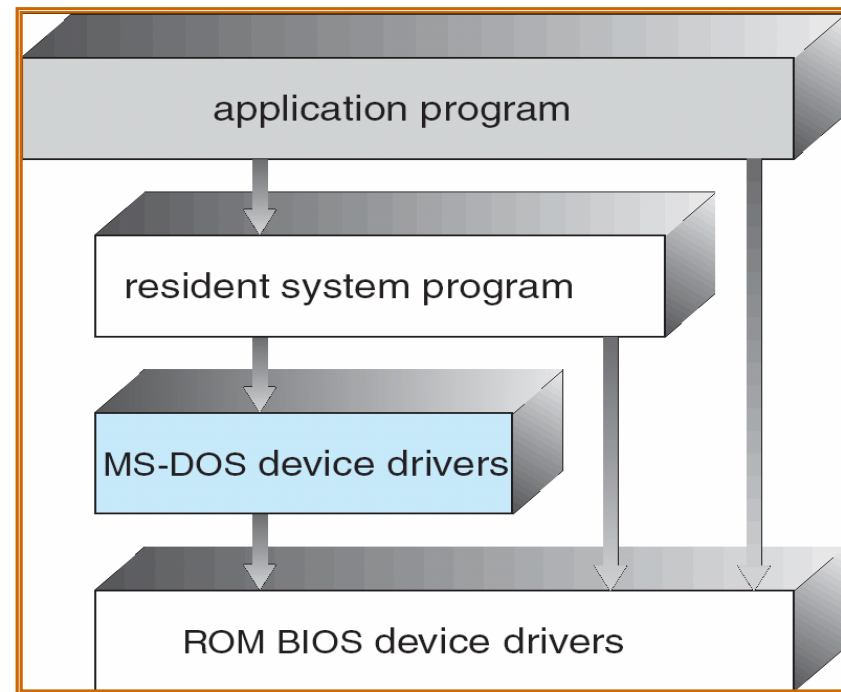 application program
resident system program
MS-DOS device drivers
ROM BIOS device drivers